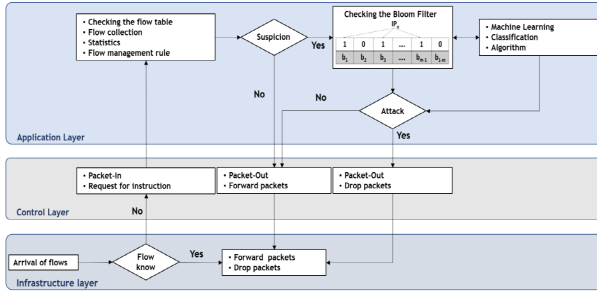 Checking the Bloom Filter
IPx
• Checking the flow table
• Flow collection
• Statistics
• Flow management rule
Suspicion
Yes
1 0 1 ... 1 0
b1 b2 b3 ... bm-1 b1-m
• Machine Learning
• Classification
• Algorithm
No
No
Attack
Yes
Application Layer
• Packet-In
• Request for instruction
• Packet-Out
• Forward packets
• Packet-Out
• Drop packets
Control Layer
No
Arrival of flows
Flow
know
Yes
• Forward packets
• Drop packets
Infrastructure layer